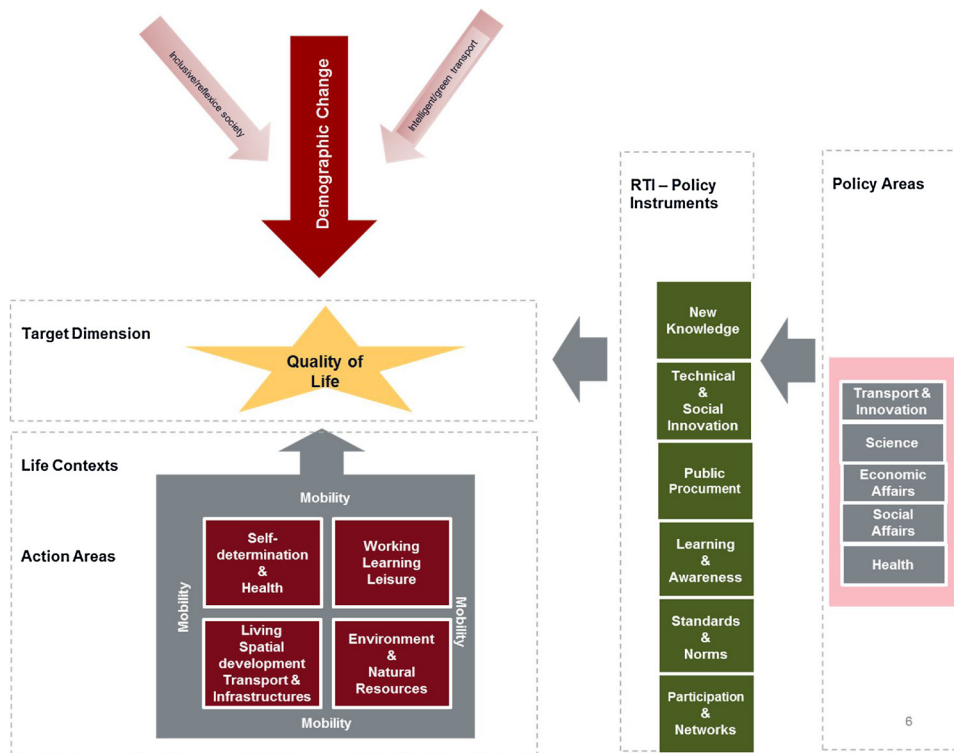 Inclusive/reflexice society
Demographic Change
Intelligent/green transport
Target Dimension
Quality of
Life
Life Contexts
Action Areas
Mobility
Mobility
Mobility
Mobility
Self-
determination
&
Health
Working
Learning
Leisure
Living
Spatial
development
Transport &
Infrastructures
Environment
&
Natural
Resources
RTI – Policy
Instruments
New
Knowledge
Technical
&
Social
Innovation
Public
Procurment
Learning
&
Awareness
Standards
&
Norms
Participation
&
Networks
Policy Areas
Transport &
Innovation
Science
Economic
Affairs
Social
Affairs
Health
6